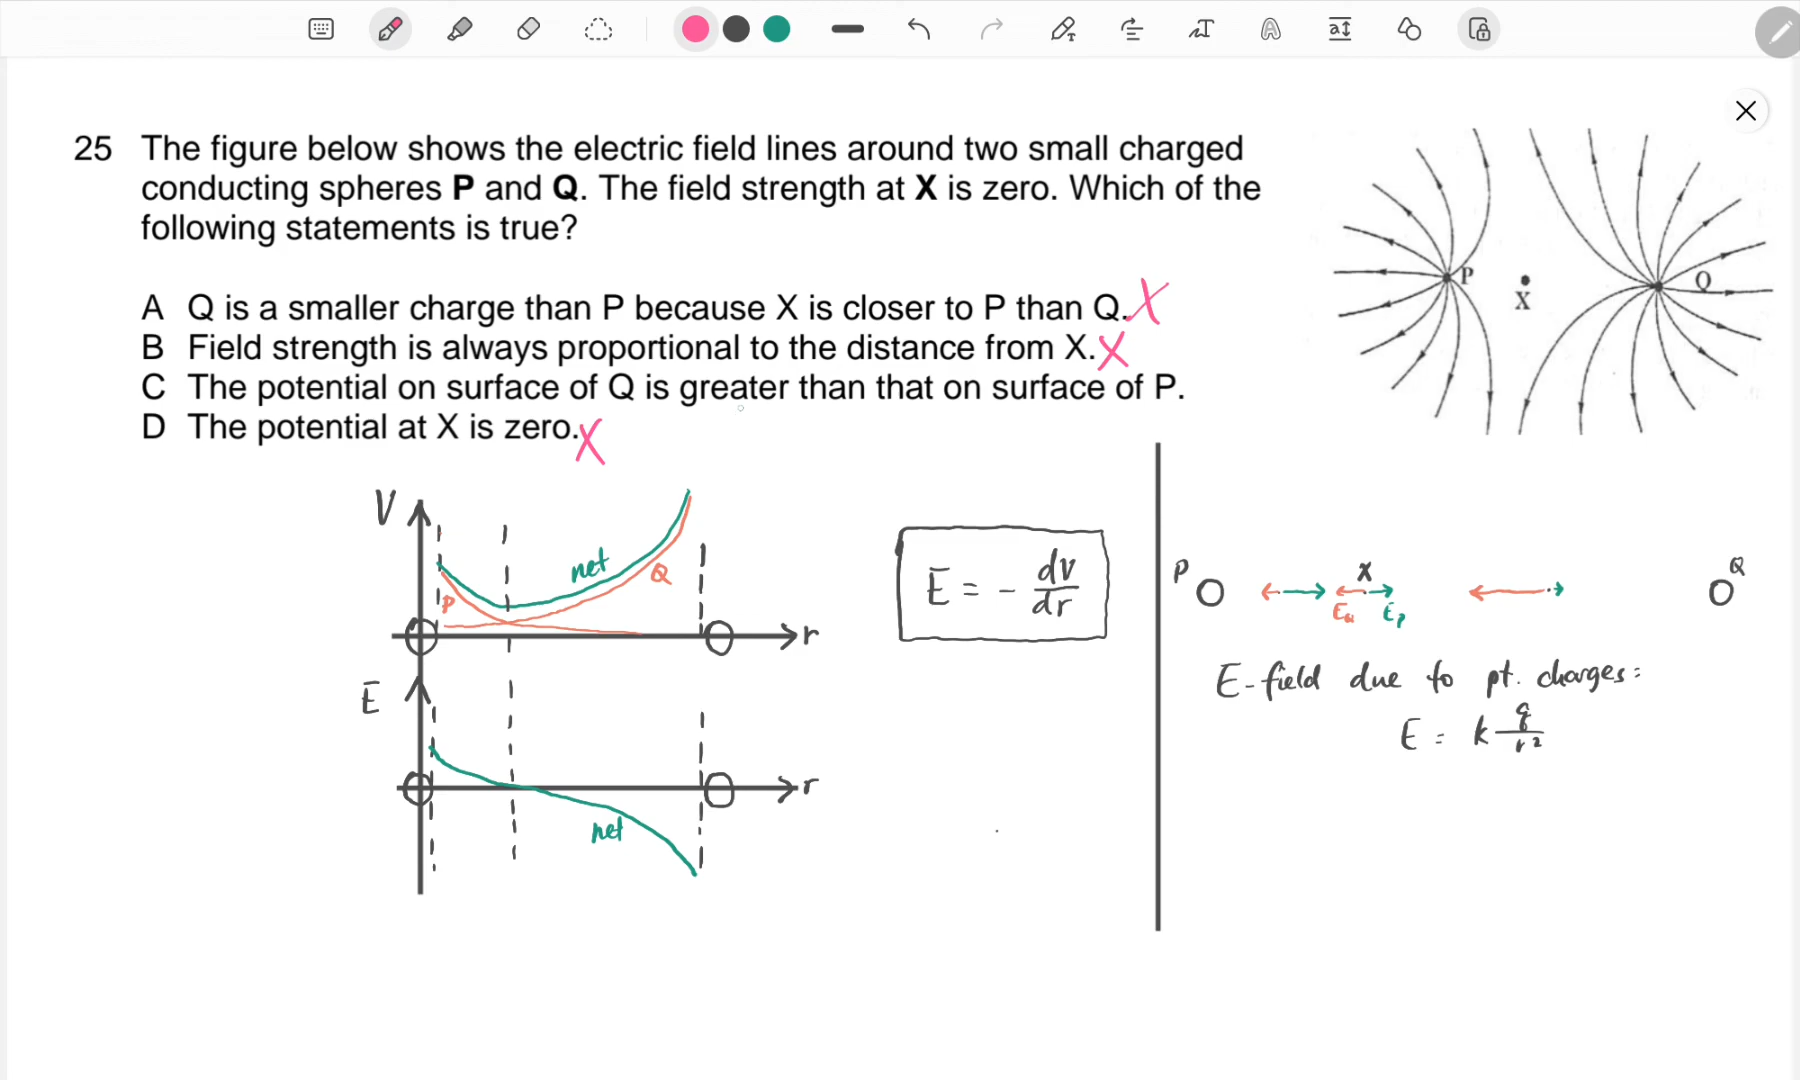 25 The figure below shows the electric field lines around two small charged
conducting spheres P and Q. The field strength at X is zero. Which of the
following statements is true?
A Q is a smaller charge than P because X is closer to P than Q. X
B Field strength is always proportional to the distance from X. X
C The potential on surface of Q is greater than that on surface of P.
D The potential at X is zero. X
P
X
Q
V
net
P
Q
r
E
net
r
E = - dv/dr
P
X
Q
EQ
Ep
E-field due to pt. charges:
E = k q/r²